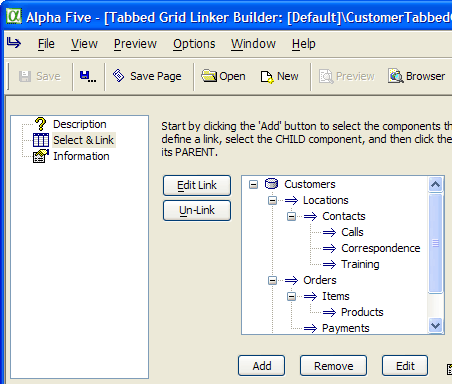 Alpha Five - [Tabbed Grid Linker Builder: [Default]\CustomerTabbed
File View Preview Options Window Help
Save Save Page Open New Preview Browser
Description
Select & Link
Information
Start by clicking the 'Add' button to select the components
define a link, select the CHILD component, and then click the
its PARENT.
Edit Link
Un-Link
Customers
Locations
Contacts
Calls
Correspondence
Training
Orders
Items
Products
Payments
Add Remove Edit